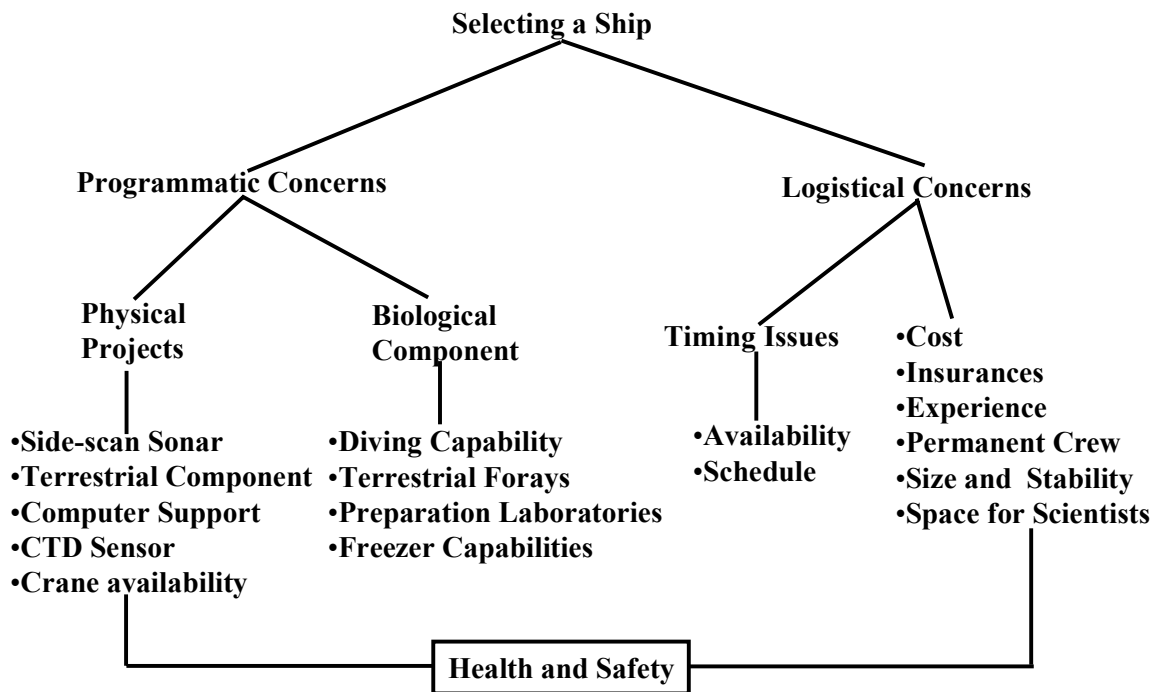 Selecting a Ship
Programmatic Concerns
Logistical Concerns
Physical
Projects
Biological
Component
Timing Issues
•Cost
•Insurances
•Experience
•Permanent Crew
•Size and Stability
•Space for Scientists
•Side-scan Sonar
•Terrestrial Component
•Computer Support
•CTD Sensor
•Crane availability
•Diving Capability
•Terrestrial Forays
•Preparation Laboratories
•Freezer Capabilities
•Availability
•Schedule
Health and Safety